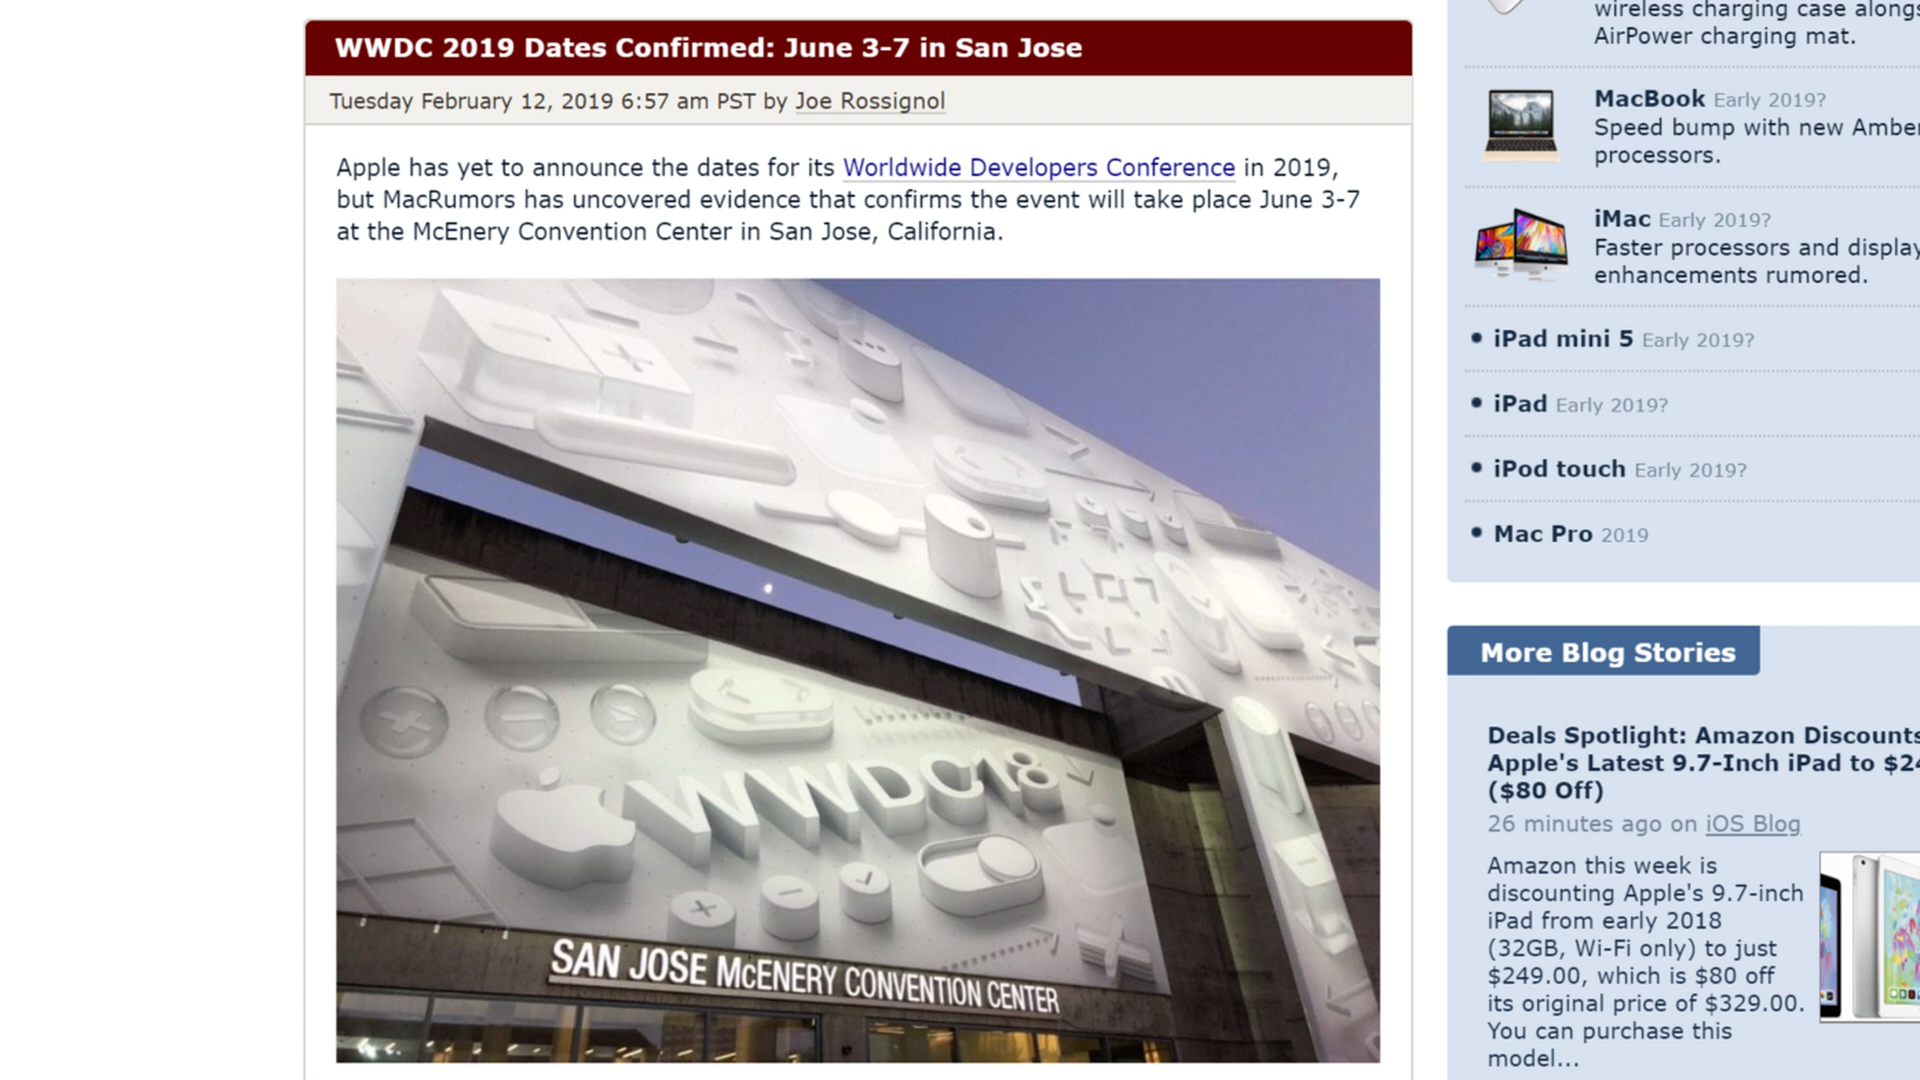 WWDC 2019 Dates Confirmed: June 3-7 in San Jose
Tuesday February 12, 2019 6:57 am PST by Joe Rossignol
Apple has yet to announce the dates for its Worldwide Developers Conference in 2019,
but MacRumors has uncovered evidence that confirms the event will take place June 3-7
at the McEnery Convention Center in San Jose, California.
WWDC18
SAN JOSE McENERY CONVENTION CENTER
wireless charging case
AirPower charging mat.
MacBook Early 2019?
Speed bump with new
processors.
iMac Early 2019?
Faster processors and display
enhancements rumored.
• iPad mini 5 Early 2019?
• iPad Early 2019?
• iPod touch Early 2019?
• Mac Pro 2019
More Blog Stories
Deals Spotlight: Amazon Discounts
Apple's Latest 9.7-Inch iPad to
($80 Off)
26 minutes ago on iOS Blog
Amazon this week is
discounting Apple's 9.7-inch
iPad from early 2018
(32GB, Wi-Fi only) to just
$249.00, which is $80 off
its original price of $329.00.
You can purchase this
model...